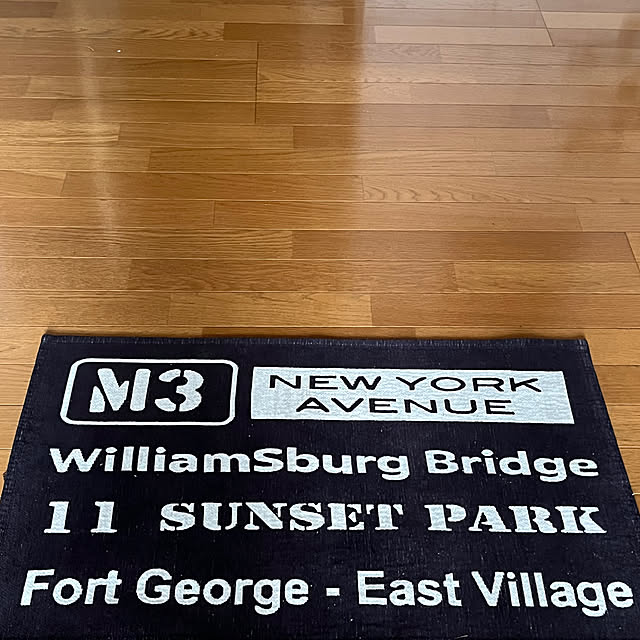 M3 NEW YORK
AVENUE
WilliamSburg Bridge
11 SUNSET PARK
Fort George - East Village